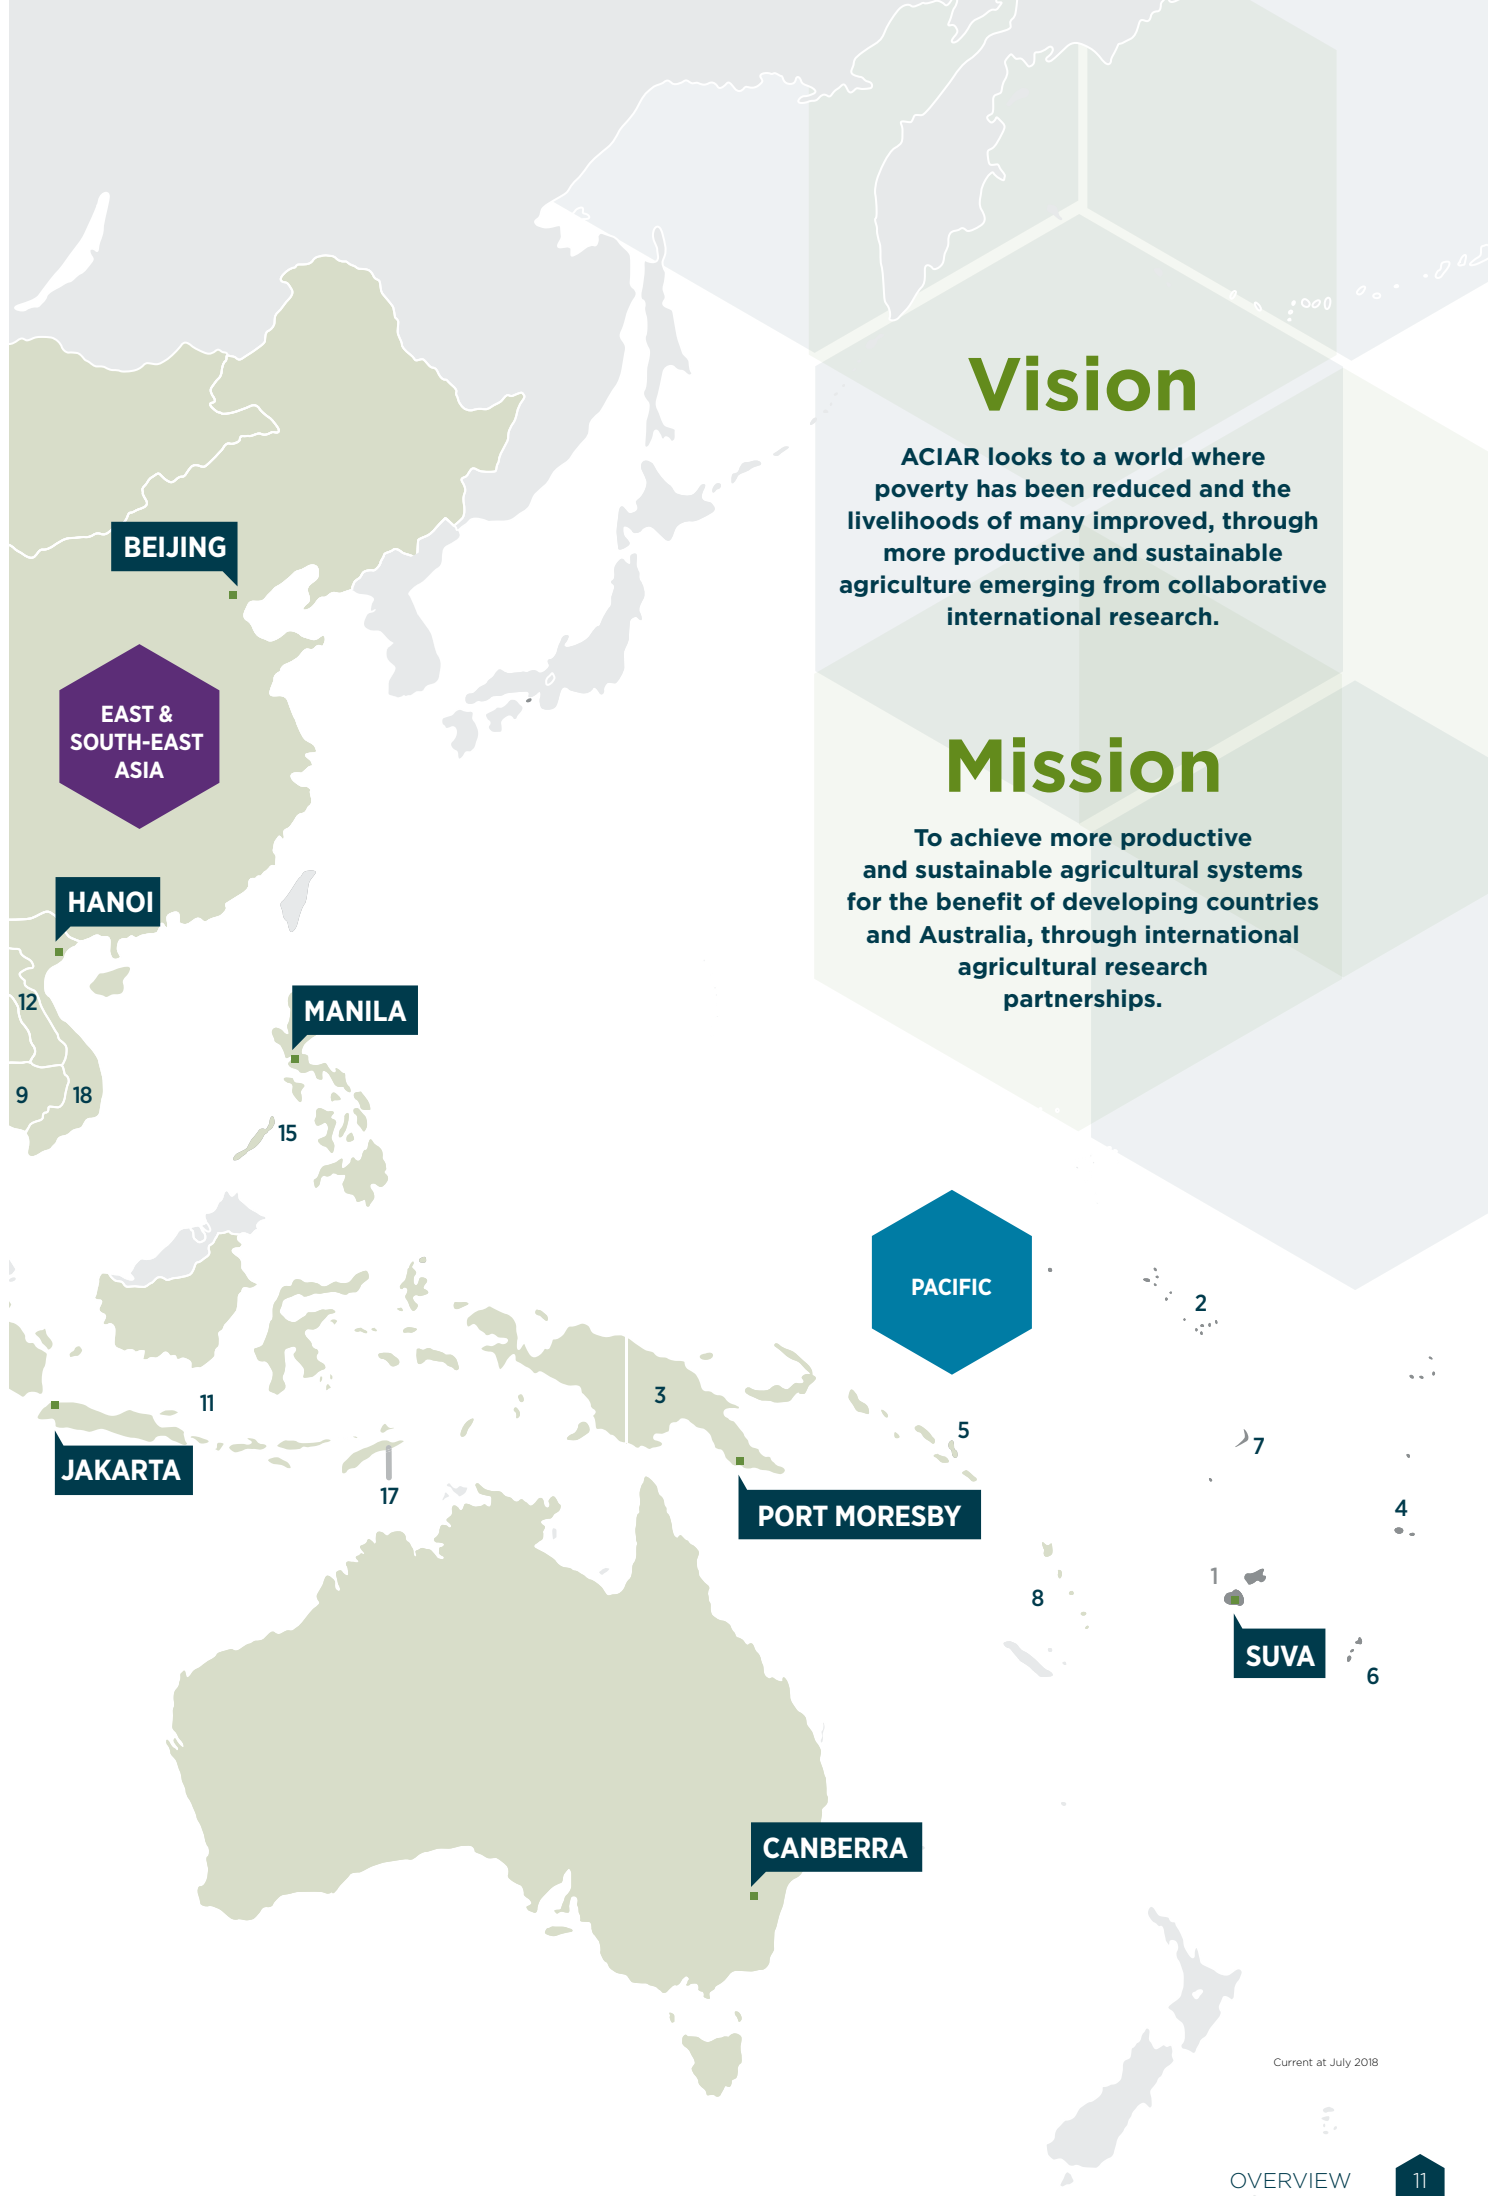 Vision
ACIAR looks to a world where
poverty has been reduced and the
livelihoods of many improved, through
more productive and sustainable
agriculture emerging from collaborative
international research.
BEIJING
EAST &
SOUTH-EAST
ASIA
Mission
To achieve more productive
and sustainable agricultural systems
for the benefit of developing countries
and Australia, through international
agricultural research
partnerships.
HANOI
12
MANILA
9
18
15
PACIFIC
2
11
3
5
7
JAKARTA
17
PORT MORESBY
4
1
8
SUVA
6
CANBERRA
Current at July 2018
OVERVIEW
11